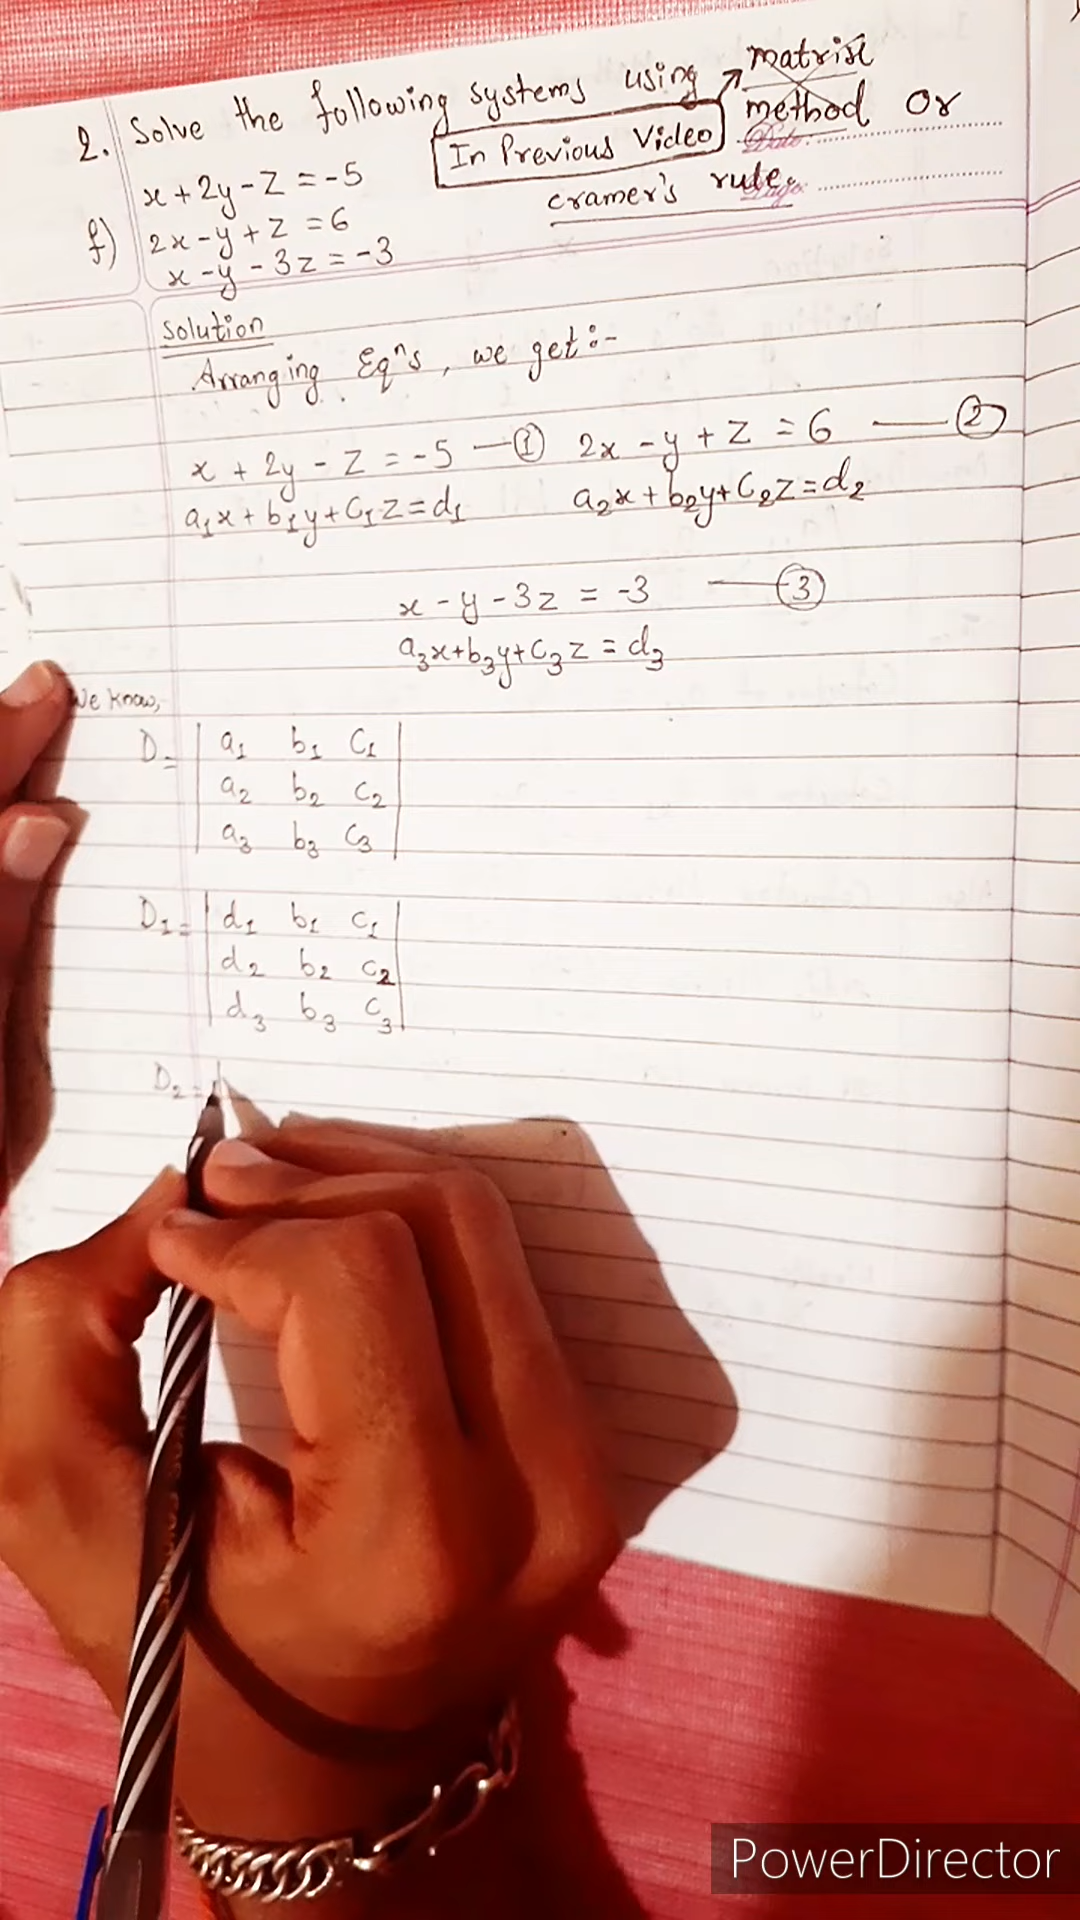 2. Solve the following systems using matrix
In Previous Video method Or
cramer's rule.
x + 2y - z = -5
f) 2x - y + z = 6
x - y - 3z = -3
Solution
Arranging Eqⁿs, we get :-
x + 2y - z = -5 — ① 2x - y + z = 6 — ②
a₁x + b₁y + c₁z = d₁ a₂x + b₂y + c₂z = d₂
x - y - 3z = -3 — ③
a₃x + b₃y + c₃z = d₃
We know,
D = | a₁ b₁ c₁ |
a₂ b₂ c₂
a₃ b₃ c₃
D₁ = | d₁ b₁ c₁ |
d₂ b₂ c₂
d₃ b₃ c₃
D₂ =
PowerDirector